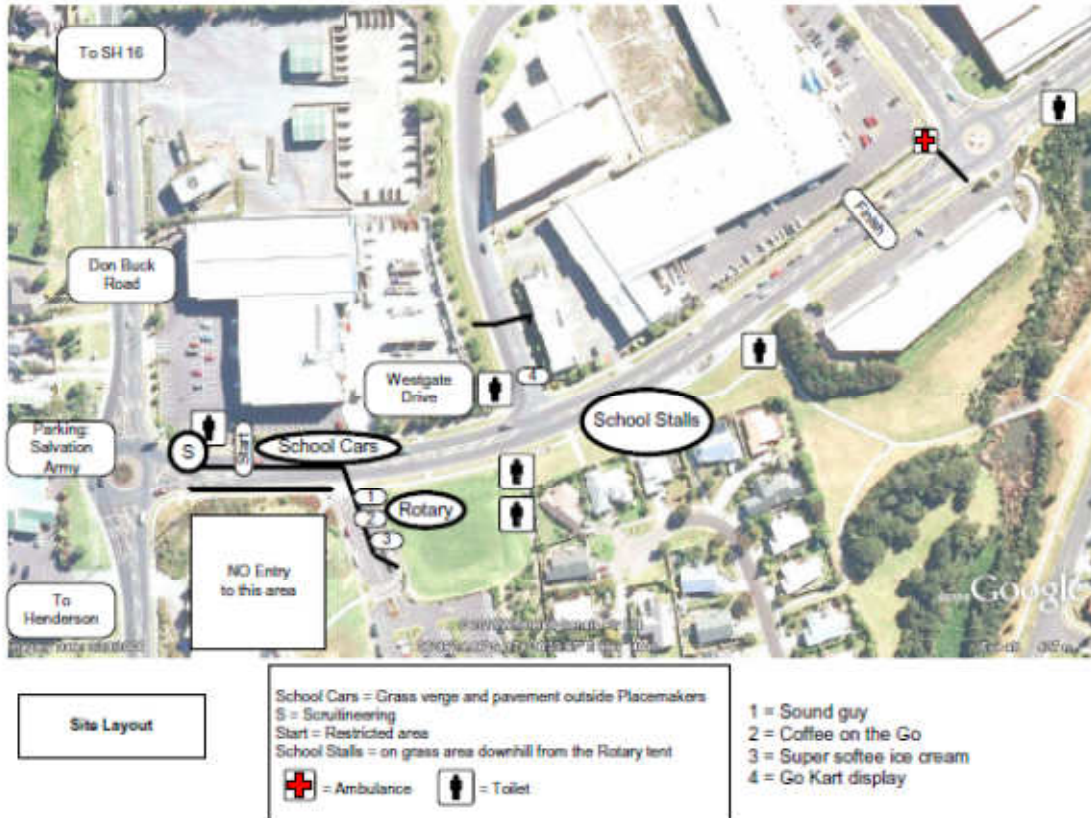 To SH 16
Don Buck
Road
Parking:
Salvation
Army
To
Henderson
S
Start
School Cars
Westgate
Drive
4
School Stalls
Finish
1
2
3
Rotary
NO Entry
to this area
Google
Site Layout
School Cars = Grass verge and pavement outside Placemakers
S = Scrutineering
Start = Restricted area
School Stalls = on grass area downhill from the Rotary tent
= Ambulance
= Toilet
1 = Sound guy
2 = Coffee on the Go
3 = Super softee ice cream
4 = Go Kart display